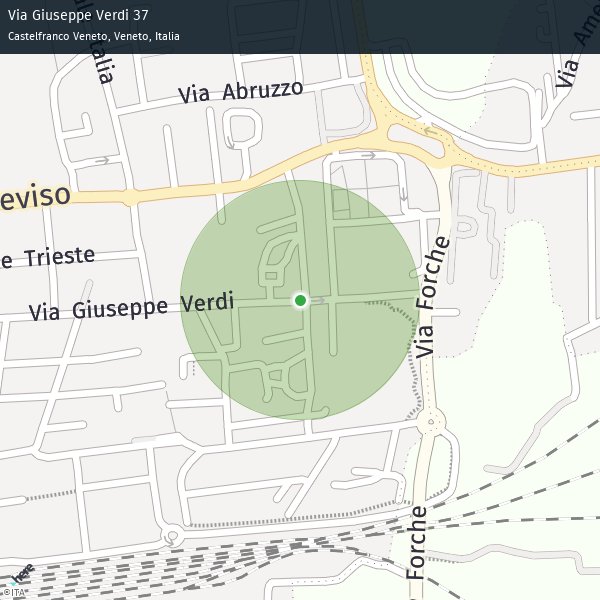 Via Giuseppe Verdi 37
Castelfranco Veneto, Veneto, Italia
Italia
Via Ame
Via Abruzzo
eviso
e Trieste
Via Giuseppe Verdi
Via Forche
Forche
here
©ITA